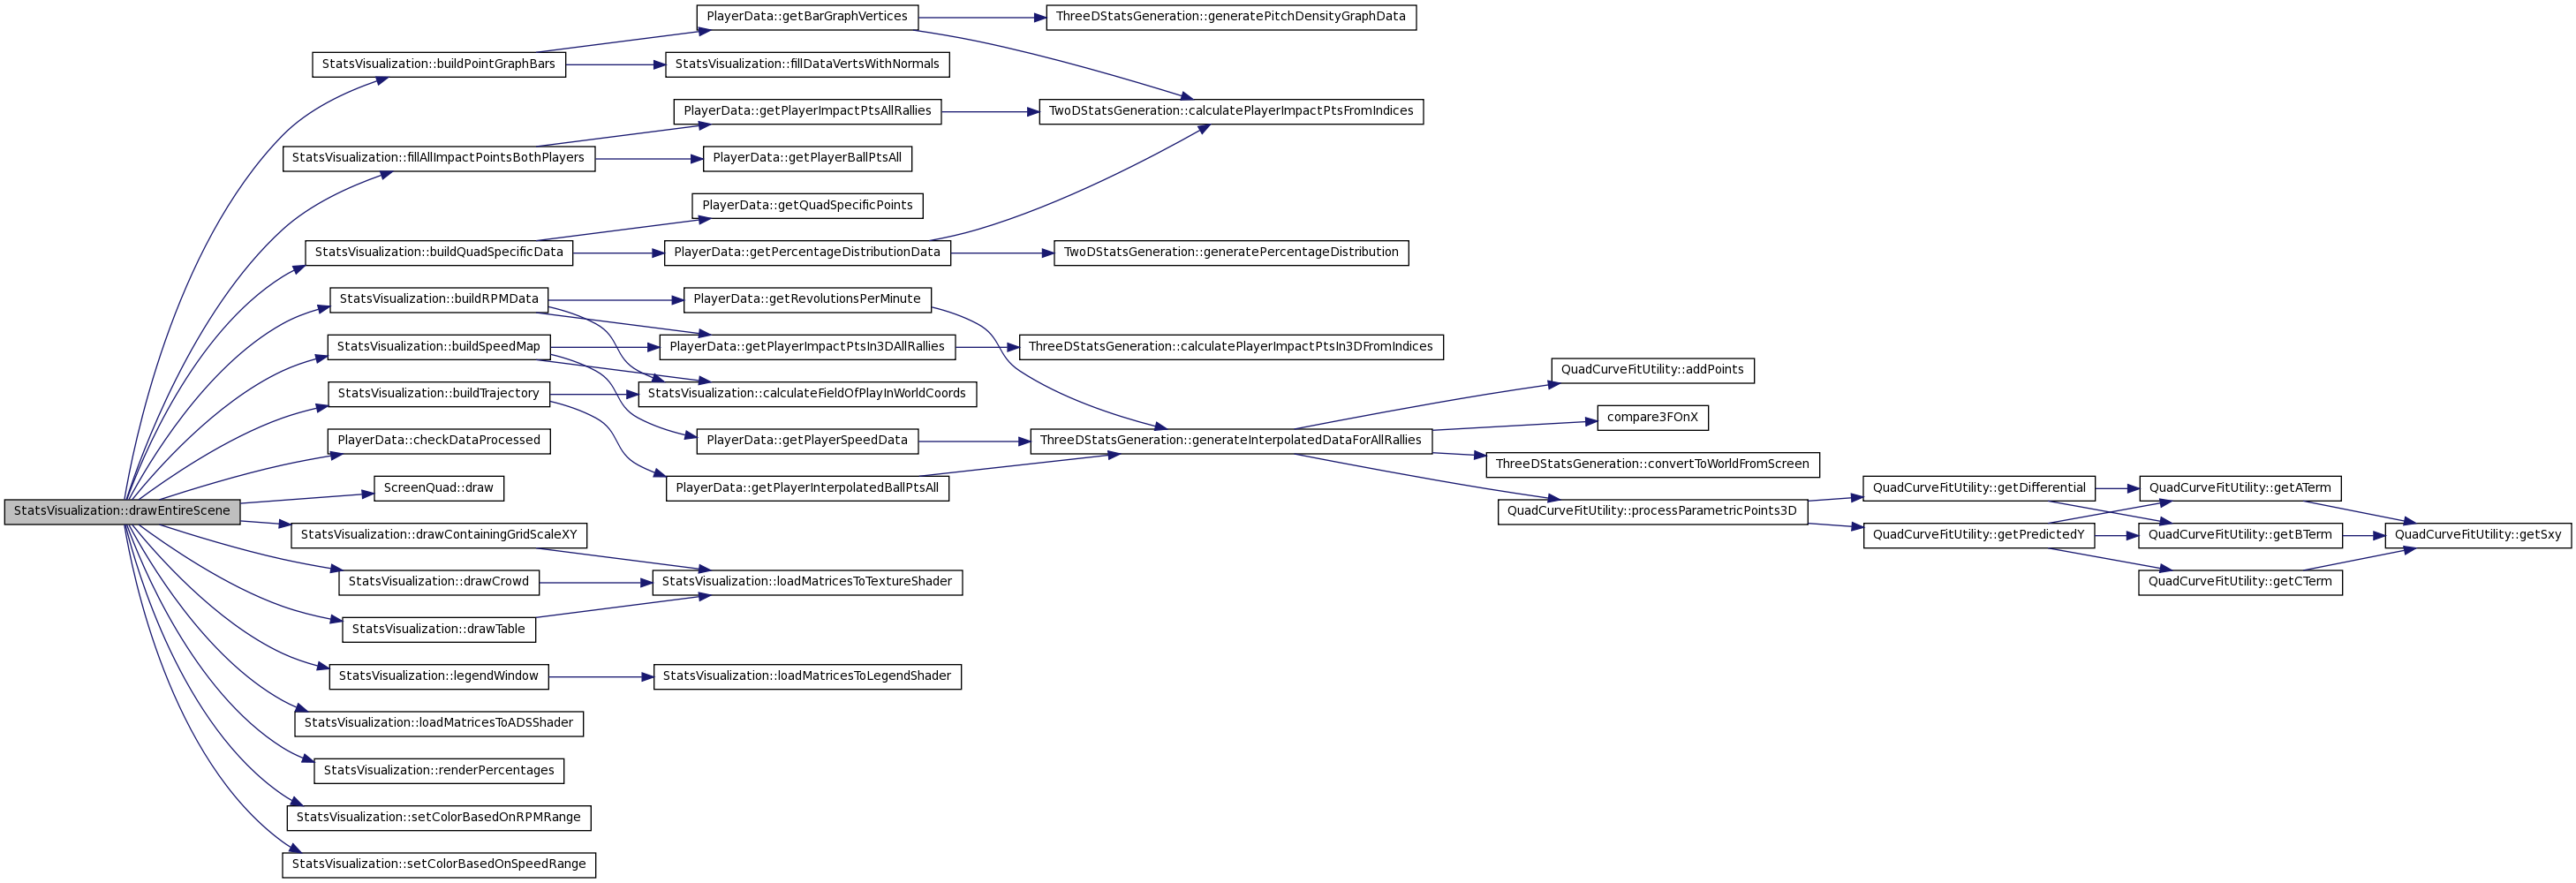 PlayerData::getBarGraphVertices
ThreeDStatsGeneration::generatePitchDensityGraphData
StatsVisualization::buildPointGraphBars
StatsVisualization::fillDataVertsWithNormals
PlayerData::getPlayerImpactPtsAllRallies
TwoDStatsGeneration::calculatePlayerImpactPtsFromIndices
StatsVisualization::fillAllImpactPointsBothPlayers
PlayerData::getPlayerBallPtsAll
PlayerData::getQuadSpecificPoints
StatsVisualization::buildQuadSpecificData
PlayerData::getPercentageDistributionData
TwoDStatsGeneration::generatePercentageDistribution
StatsVisualization::buildRPMData
PlayerData::getRevolutionsPerMinute
StatsVisualization::buildSpeedMap
PlayerData::getPlayerImpactPtsIn3DAllRallies
ThreeDStatsGeneration::calculatePlayerImpactPtsIn3DFromIndices
QuadCurveFitUtility::addPoints
StatsVisualization::buildTrajectory
StatsVisualization::calculateFieldOfPlayInWorldCoords
compare3FOnX
PlayerData::checkDataProcessed
PlayerData::getPlayerSpeedData
ThreeDStatsGeneration::generateInterpolatedDataForAllRallies
ThreeDStatsGeneration::convertToWorldFromScreen
ScreenQuad::draw
PlayerData::getPlayerInterpolatedBallPtsAll
QuadCurveFitUtility::getDifferential
QuadCurveFitUtility::getATerm
StatsVisualization::drawEntireScene
QuadCurveFitUtility::processParametricPoints3D
StatsVisualization::drawContainingGridScaleXY
QuadCurveFitUtility::getPredictedY
QuadCurveFitUtility::getBTerm
QuadCurveFitUtility::getSxy
StatsVisualization::drawCrowd
StatsVisualization::loadMatricesToTextureShader
QuadCurveFitUtility::getCTerm
StatsVisualization::drawTable
StatsVisualization::legendWindow
StatsVisualization::loadMatricesToLegendShader
StatsVisualization::loadMatricesToADSShader
StatsVisualization::renderPercentages
StatsVisualization::setColorBasedOnRPMRange
StatsVisualization::setColorBasedOnSpeedRange